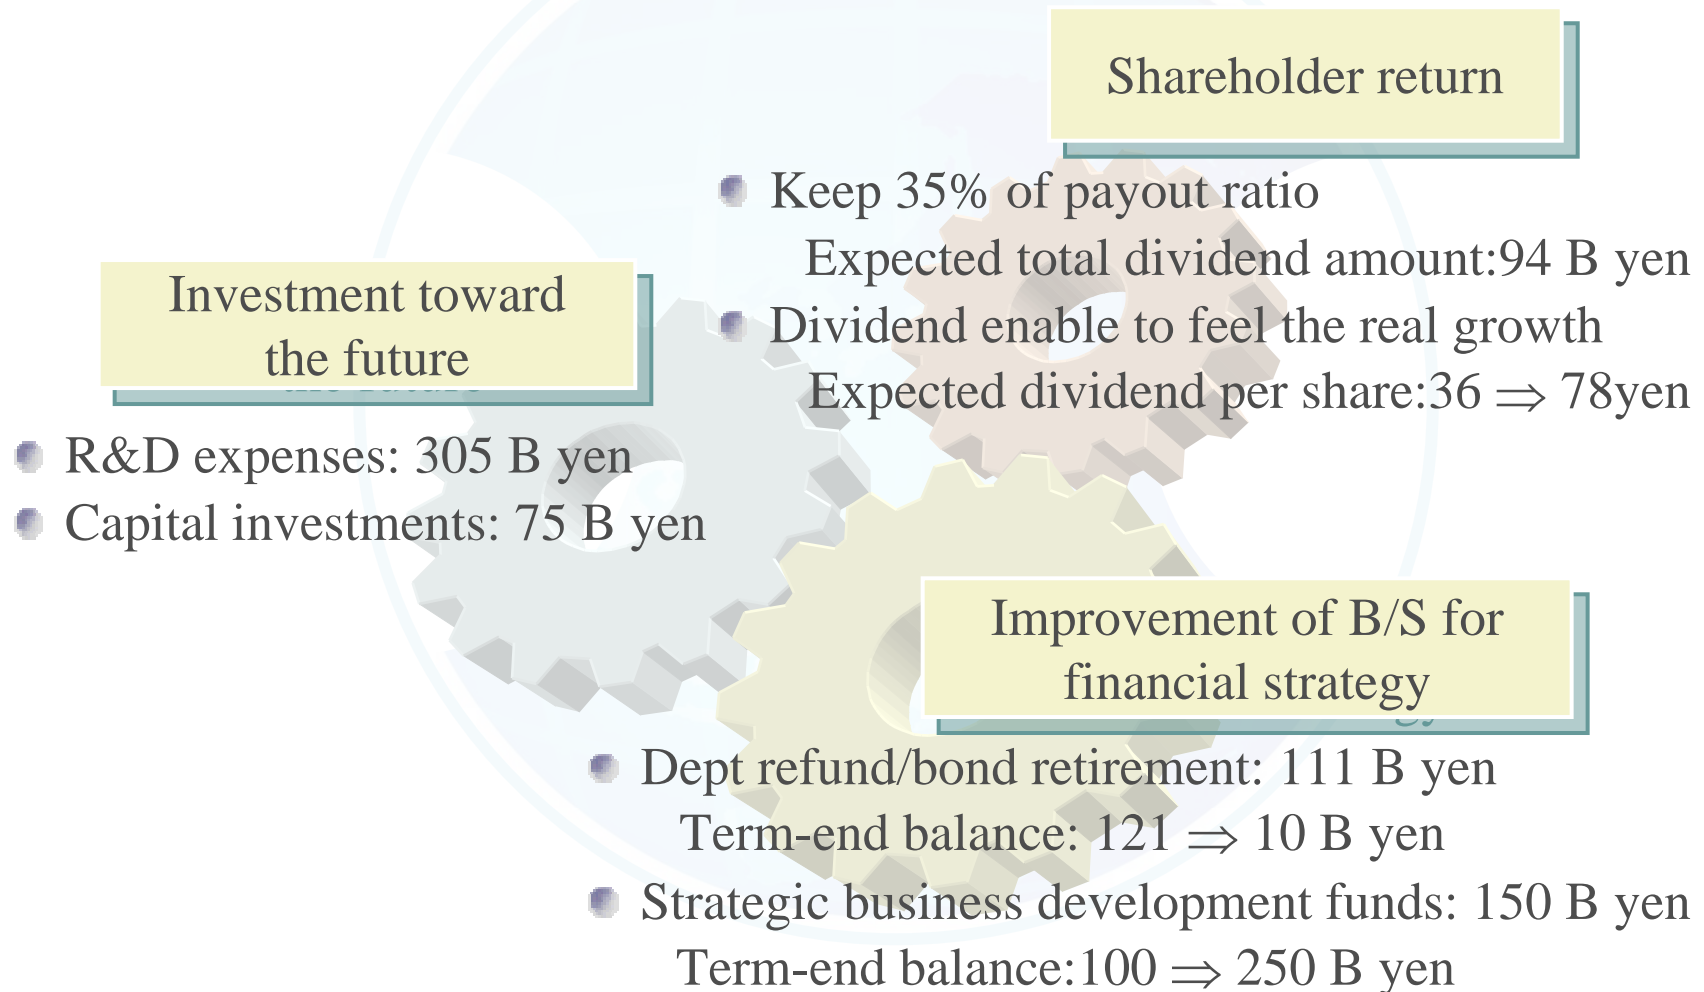 Shareholder return
Keep 35% of payout ratio
Expected total dividend amount:94 B yen
Dividend enable to feel the real growth
Expected dividend per share:36 ⇒ 78yen
Investment toward
the future
R&D expenses: 305 B yen
Capital investments: 75 B yen
Improvement of B/S for
financial strategy
Dept refund/bond retirement: 111 B yen
Term-end balance: 121 ⇒ 10 B yen
Strategic business development funds: 150 B yen
Term-end balance:100 ⇒ 250 B yen